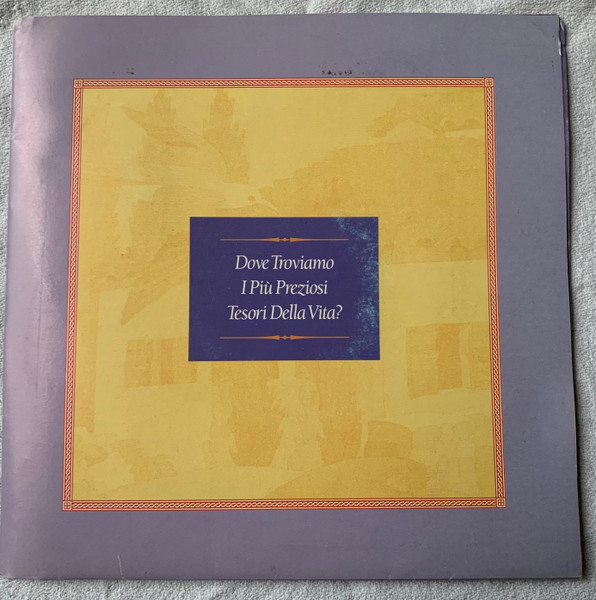 Dove Troviamo
I Più Preziosi
Tesori Della Vita?